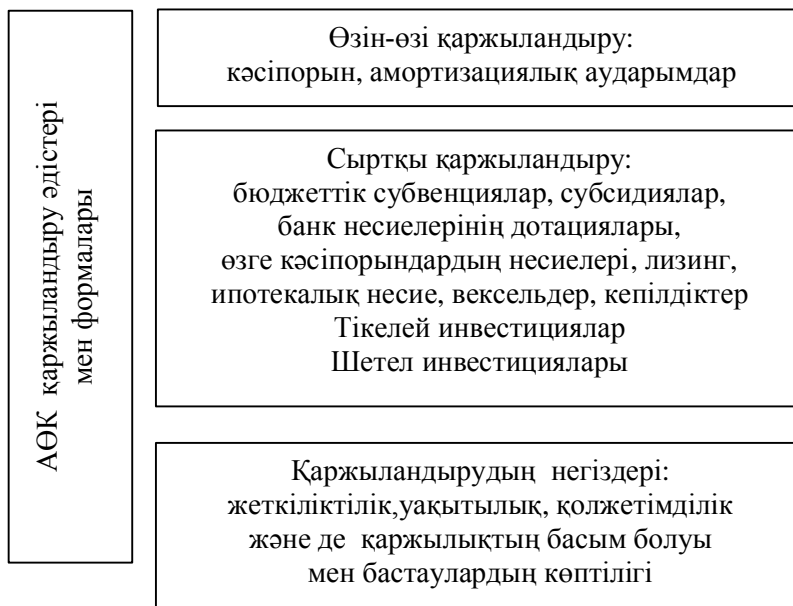 АӨК қаржыландыру әдістері
мен формалары
Өзін-өзі қаржыландыру:
кәсіпорын, амортизациялық аударымдар
Сыртқы қаржыландыру:
бюджеттік субвенциялар, субсидиялар,
банк несиелерінің дотациялары,
өзге кәсіпорындардың несиелері, лизинг,
ипотекалық несие, вексельдер, кепілдіктер
Тікелей инвестициялар
Шетел инвестициялары
Қаржыландырудың негіздері:
жеткіліктілік,уақытылық, қолжетімділік
және де қаржылықтың басым болуы
мен бастаулардың көптілігі